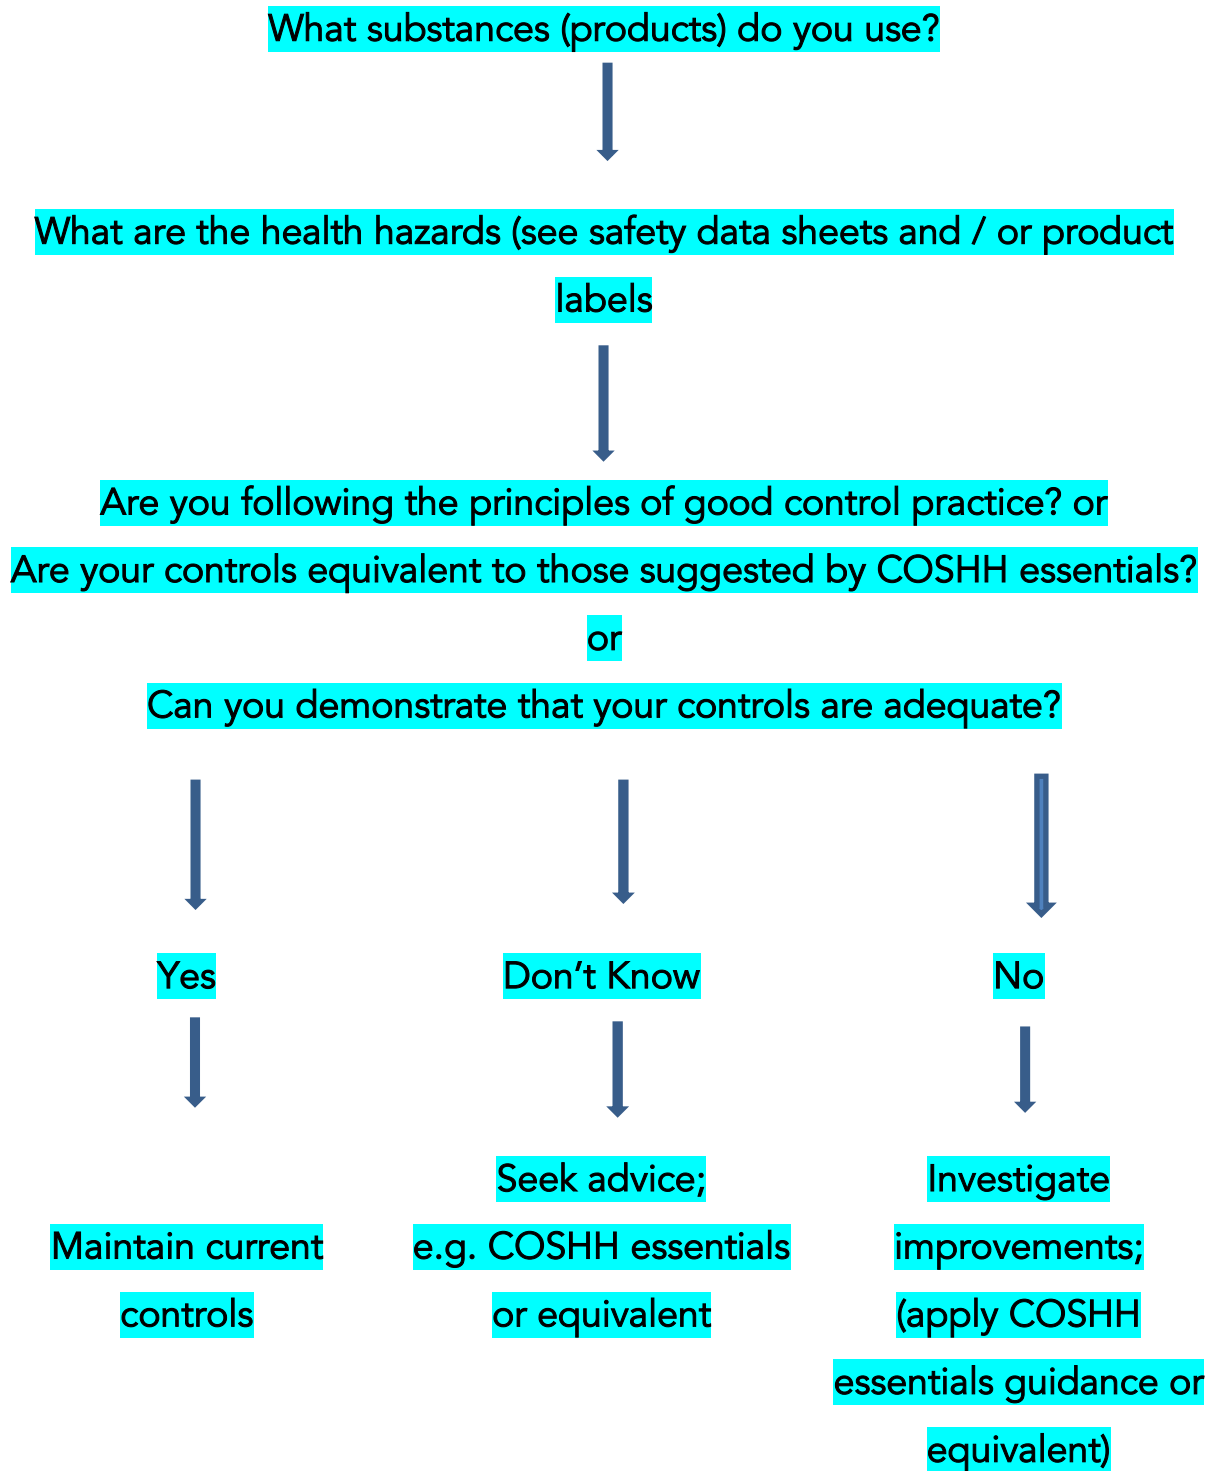 What substances (products) do you use?
What are the health hazards (see safety data sheets and / or product
labels
Are you following the principles of good control practice? or
Are your controls equivalent to those suggested by COSHH essentials?
or
Can you demonstrate that your controls are adequate?
Yes
Don’t Know
No
Maintain current
controls
Seek advice;
e.g. COSHH essentials
or equivalent
Investigate
improvements;
(apply COSHH
essentials guidance or
equivalent)